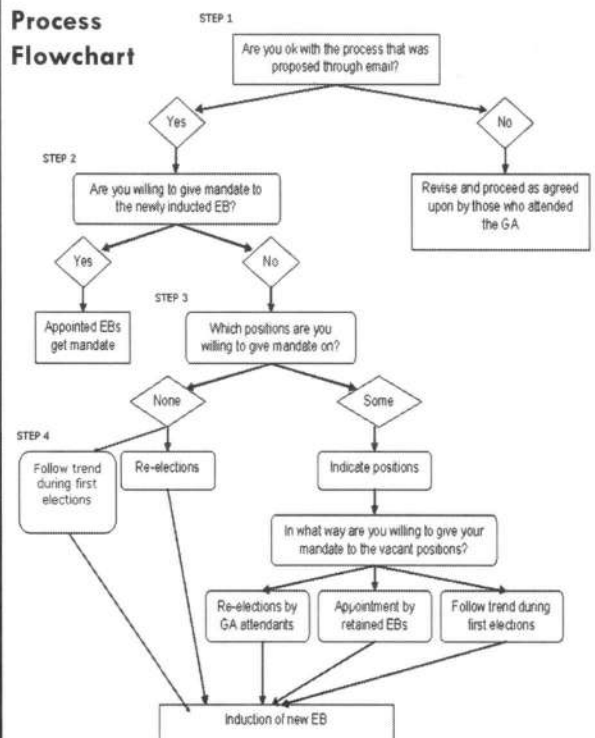 Process
Flowchart
STEP 1
Are you ok with the process that was
proposed through email?
Yes
No
STEP 2
Are you willing to give mandate to
the newly inducted EB?
Revise and proceed as agreed
upon by those who attended
the GA
Yes
No
STEP 3
Appointed EBs
get mandate
Which positions are you
willing to give mandate on?
None
Some
STEP 4
Follow trend
during first
elections
Re-elections
Indicate positions
In what way are you willing to give your
mandate to the vacant positions?
Re-elections by
GA attendants
Appointment by
retained EBs
Follow trend during
first elections
Induction of new EB